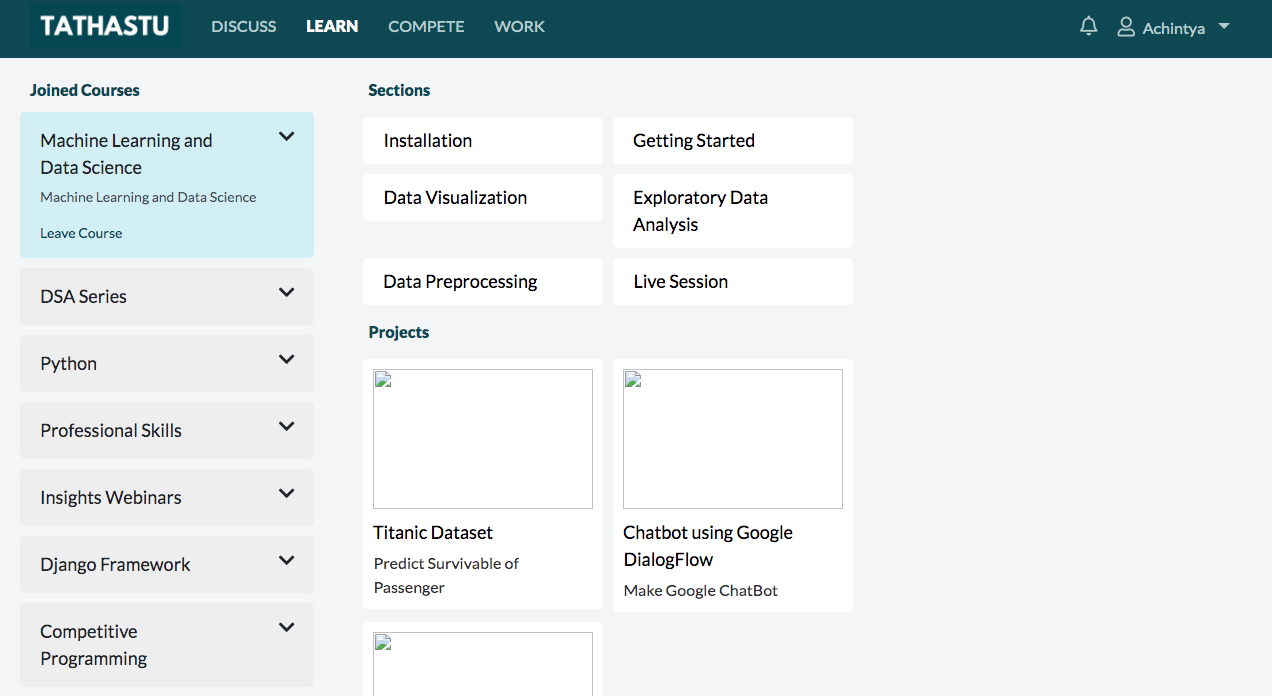 TATHASTU
DISCUSS
LEARN
COMPETE
WORK
Achintya
Joined Courses
Machine Learning and
Data Science
Machine Learning and Data Science
Leave Course
DSA Series
Python
Professional Skills
Insights Webinars
Django Framework
Competitive
Programming
Sections
Installation
Getting Started
Data Visualization
Exploratory Data
Analysis
Data Preprocessing
Live Session
Projects
Titanic Dataset
Predict Survivable of
Passenger
Chatbot using Google
DialogFlow
Make Google ChatBot